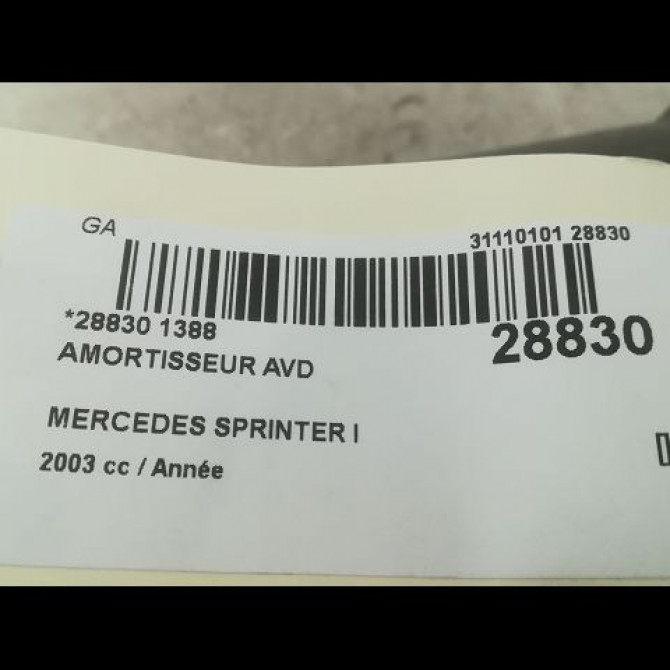 GA
31110101 28830
*28830 1388
28830
AMORTISSEUR AVD
MERCEDES SPRINTER I
2003 cc / Année